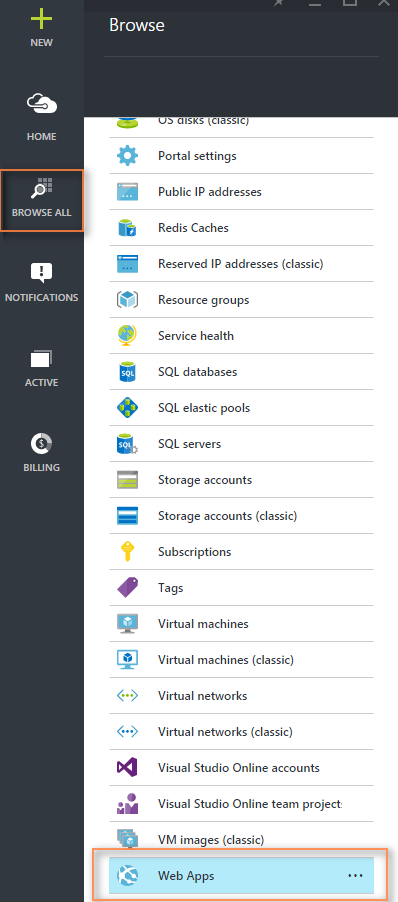 Browse
NEW
HOME
BROWSE ALL
NOTIFICATIONS
ACTIVE
BILLING
OS disks (classic)
Portal settings
Public IP addresses
Redis Caches
Reserved IP addresses (classic)
Resource groups
Service health
SQL databases
SQL elastic pools
SQL servers
Storage accounts
Storage accounts (classic)
Subscriptions
Tags
Virtual machines
Virtual machines (classic)
Virtual networks
Virtual networks (classic)
Visual Studio Online accounts
Visual Studio Online team project
VM images (classic)
Web Apps ...